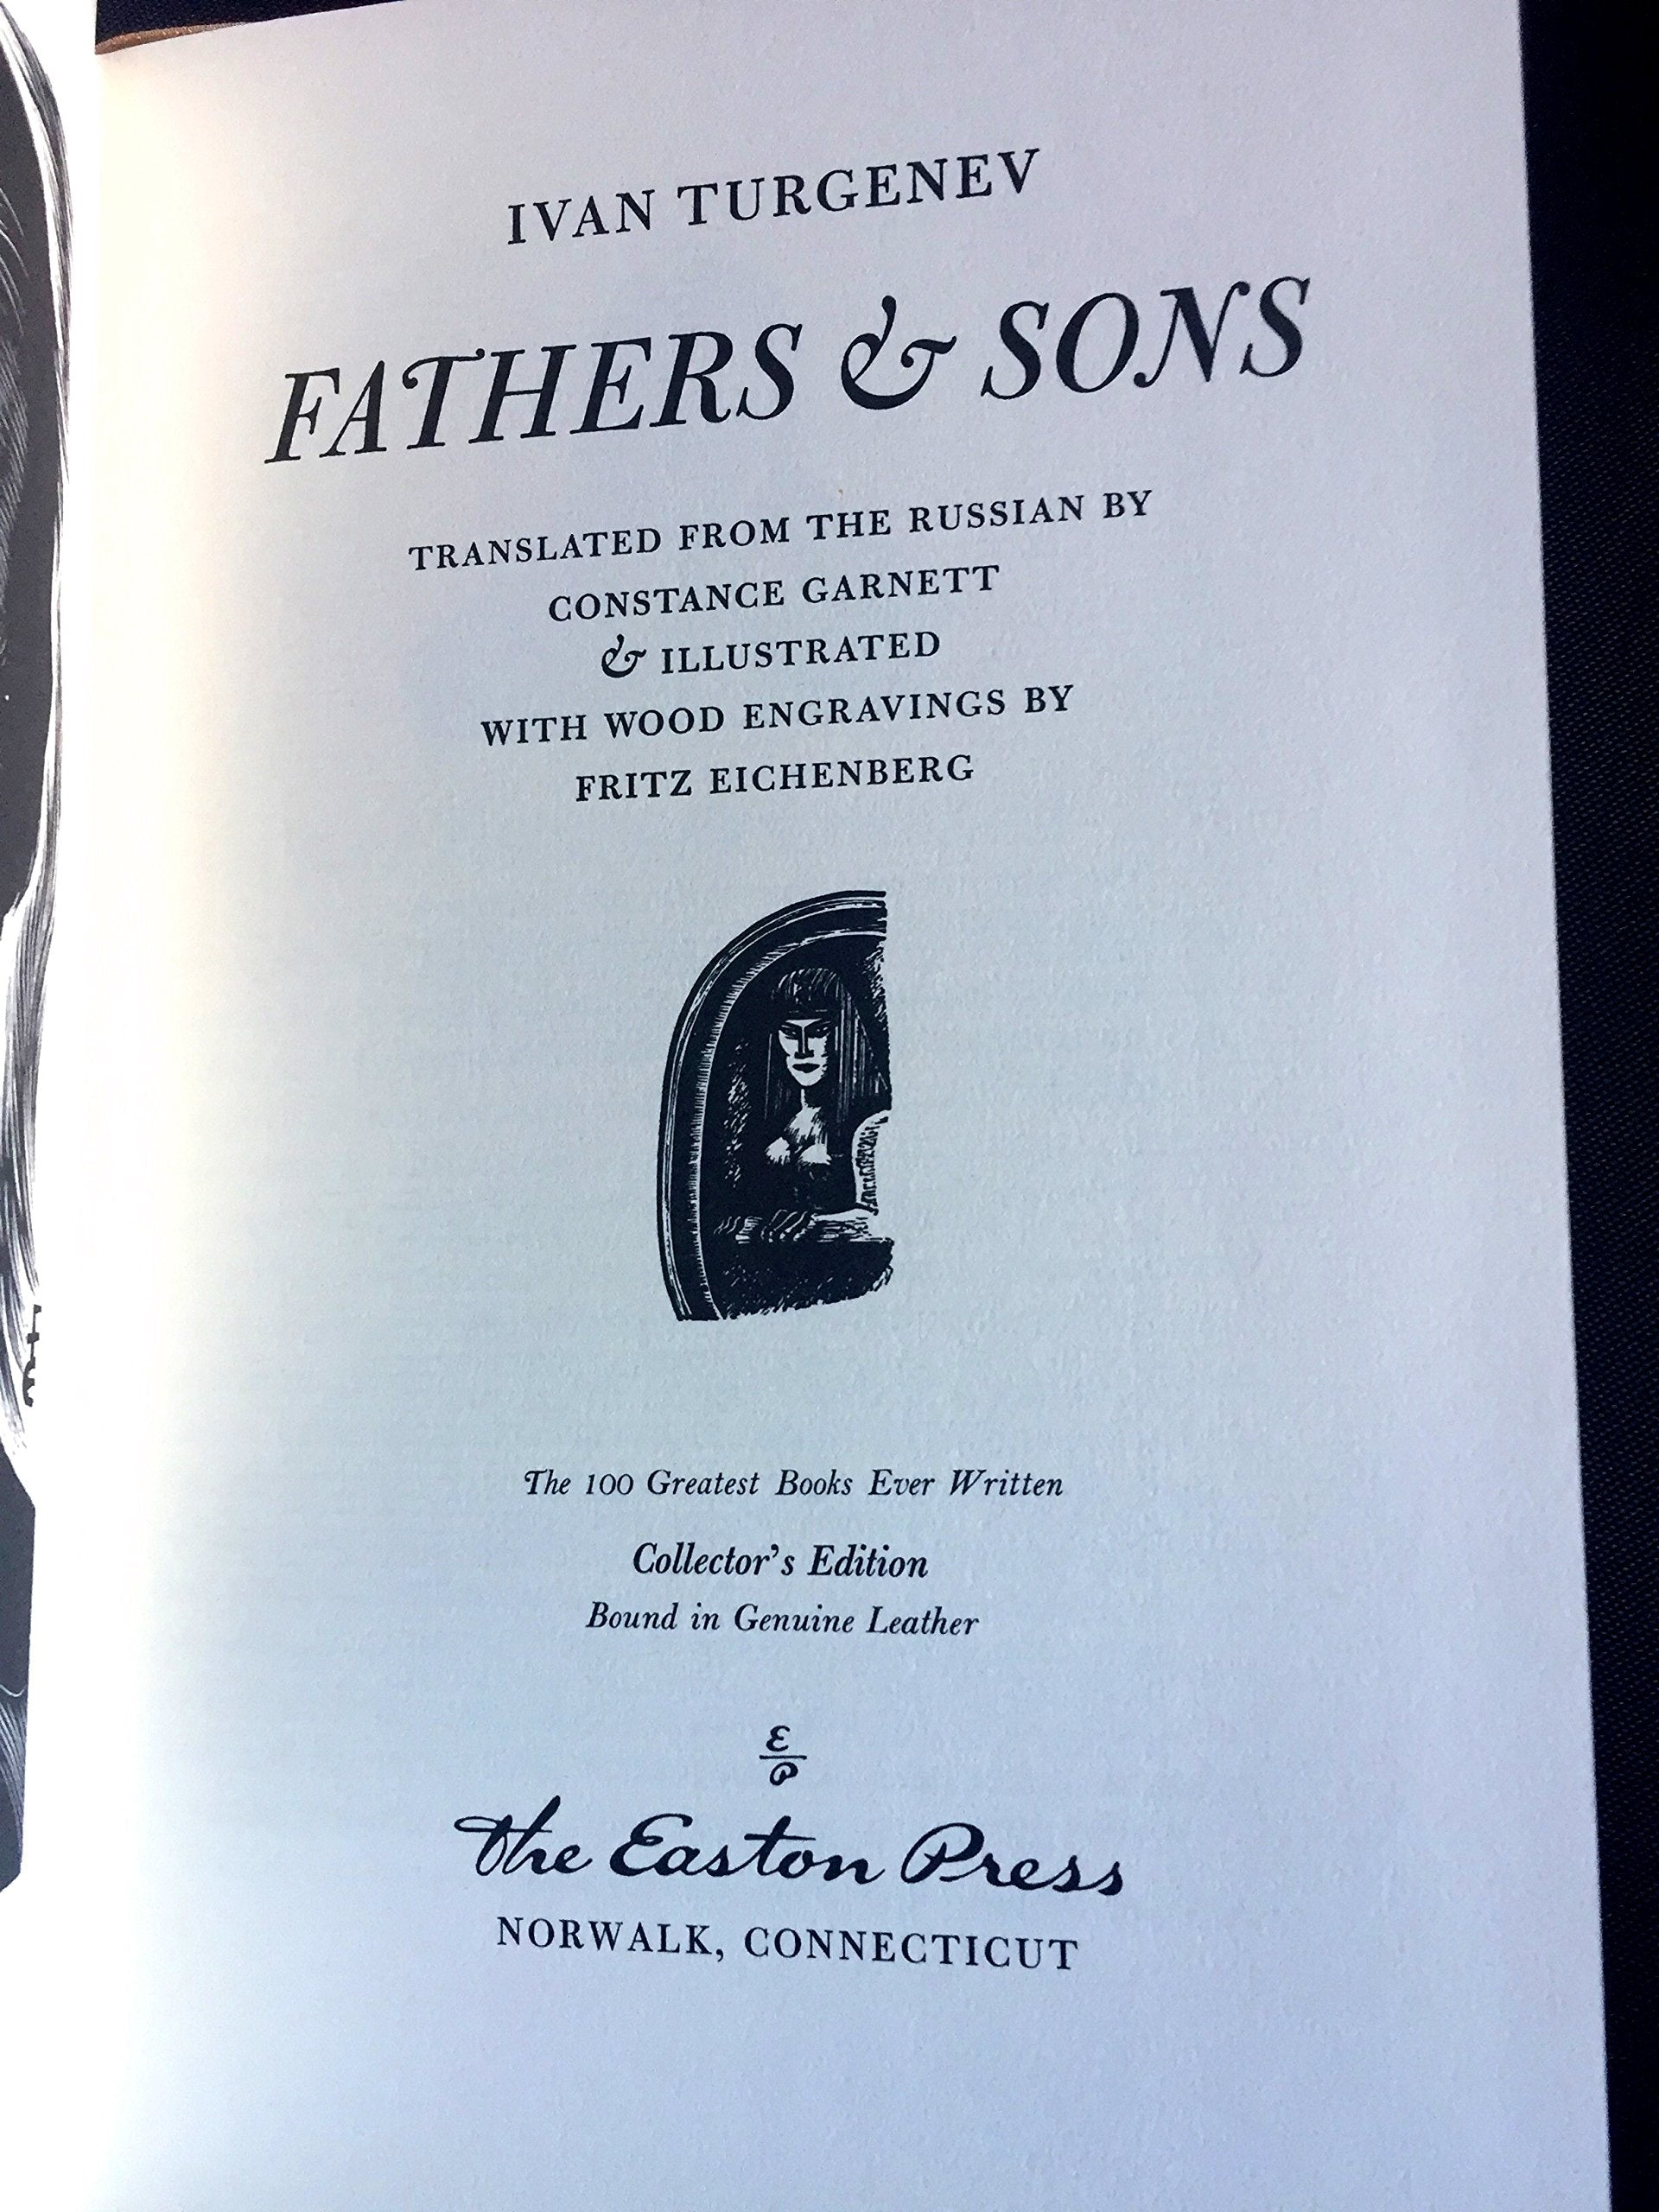 IVAN TURGENEV
FATHERS & SONS
TRANSLATED FROM THE RUSSIAN BY
CONSTANCE GARNETT
& ILLUSTRATED
WITH WOOD ENGRAVINGS BY
FRITZ EICHENBERG
The 100 Greatest Books Ever Written
Collector's Edition
Bound in Genuine Leather
E
P
The Easton Press
NORWALK, CONNECTICUT